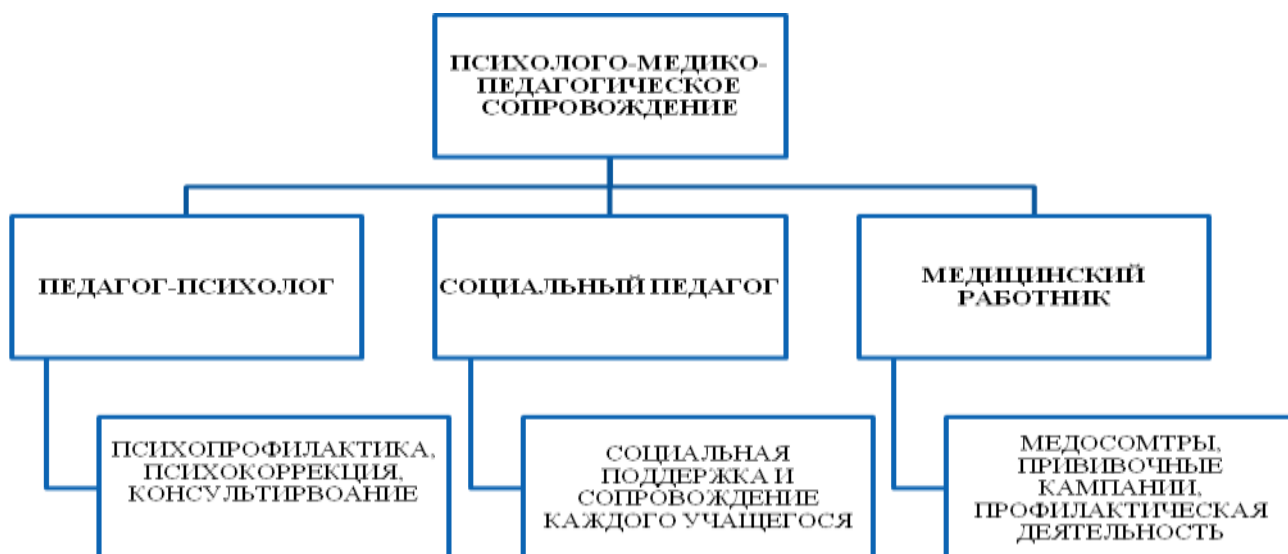 ПСИХОЛОГО-МЕДИКО-
ПЕДАГОГИЧЕСКОЕ
СОПРОВОЖДЕНИЕ
ПЕДАГОГ-ПСИХОЛОГ
СОЦИАЛЬНЫЙ ПЕДАГОГ
МЕДИЦИНСКИЙ
РАБОТНИК
ПСИХОПРОФИЛАКТИКА,
ПСИХОКОРРЕКЦИЯ,
КОНСУЛЬТИРВОАНИЕ
СОЦИАЛЬНАЯ
ПОДДЕРЖКА И
СОПРОВОЖДЕНИЕ
КАЖДОГО УЧАЩЕГОСЯ
МЕДОСОМТРЫ,
ПРИВИВОЧНЫЕ
КАМПАНИИ,
ПРОФИЛАКТИЧЕСКАЯ
ДЕЯТЕЛЬНОСТЬ